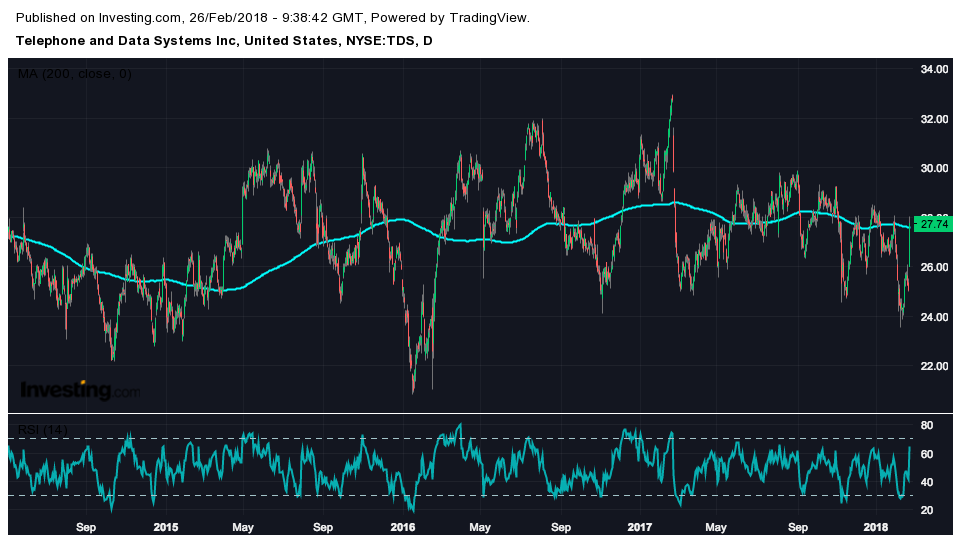 Published on Investing.com, 26/Feb/2018 - 9:38:42 GMT, Powered by TradingView.
Telephone and Data Systems Inc, United States, NYSE:TDS, D
MA (200, close, 0)
34.00
32.00
30.00
28.00
27.74
26.00
24.00
22.00
Investing.com
RSI (14)
80
60
40
20
Sep 2015 May Sep 2016 May Sep 2017 May Sep 2018